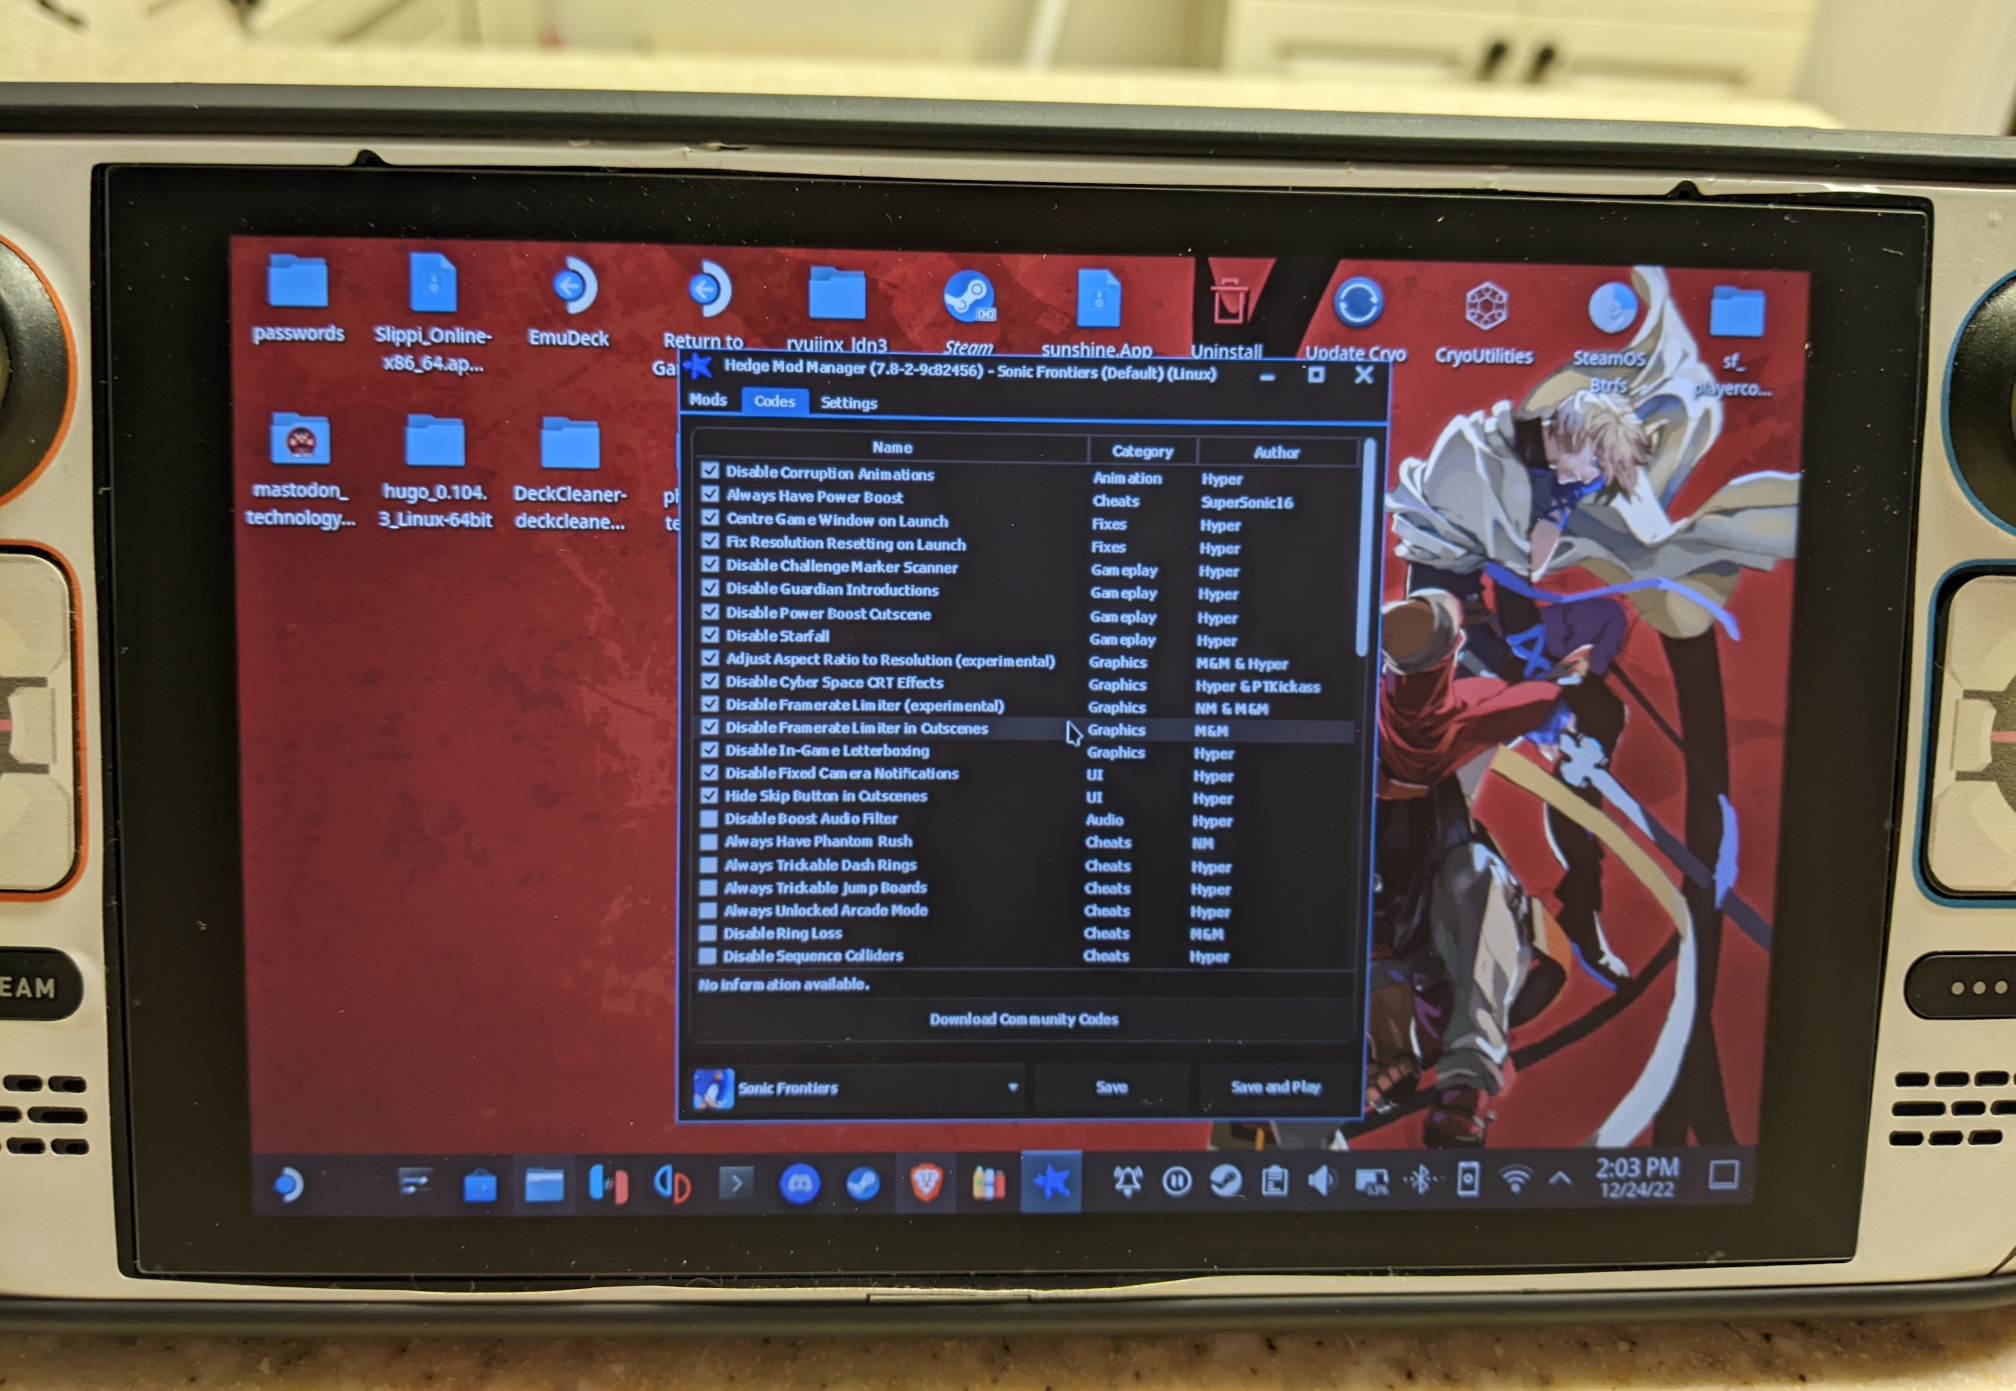 passwords
Slippi_Online-
x86_64.ap...
EmuDeck
Return to
Ga
ryujinx_ldn3
Steam
sunshine.App
Uninstall
Update Cryo
CryoUtilities
SteamOS
Btrfs
sf_
playerco...
mastodon_
technology...
hugo_0.104.
3_Linux-64bit
DeckCleaner-
deckcleane...
Hedge Mod Manager (7.8-2-9c82456) - Sonic Frontiers (Default) (Linux)
Mods Codes Settings
Name Category Author
Disable Corruption Animations Animation Hyper
Always Have Power Boost Cheats SuperSonic16
Centre Game Window on Launch Fixes Hyper
Fix Resolution Resetting on Launch Fixes Hyper
Disable Challenge Marker Scanner Gameplay Hyper
Disable Guardian Introductions Gameplay Hyper
Disable Power Boost Cutscene Gameplay Hyper
Disable Starfall Gameplay Hyper
Adjust Aspect Ratio to Resolution (experimental) Graphics M&M & Hyper
Disable Cyber Space CRT Effects Graphics Hyper & PTKickass
Disable Framerate Limiter (experimental) Graphics NM & M&M
Disable Framerate Limiter in Cutscenes Graphics M&M
Disable In-Game Letterboxing Graphics Hyper
Disable Fixed Camera Notifications UI Hyper
Hide Skip Button in Cutscenes UI Hyper
Disable Boost Audio Filter Audio Hyper
Always Have Phantom Rush Cheats NM
Always Trickable Dash Rings Cheats Hyper
Always Trickable Jump Boards Cheats Hyper
Always Unlocked Arcade Mode Cheats Hyper
Disable Ring Loss Cheats M&M
Disable Sequence Colliders Cheats Hyper
No information available.
Download Community Codes
Sonic Frontiers Save Save and Play
EAM
2:03 PM
12/24/22